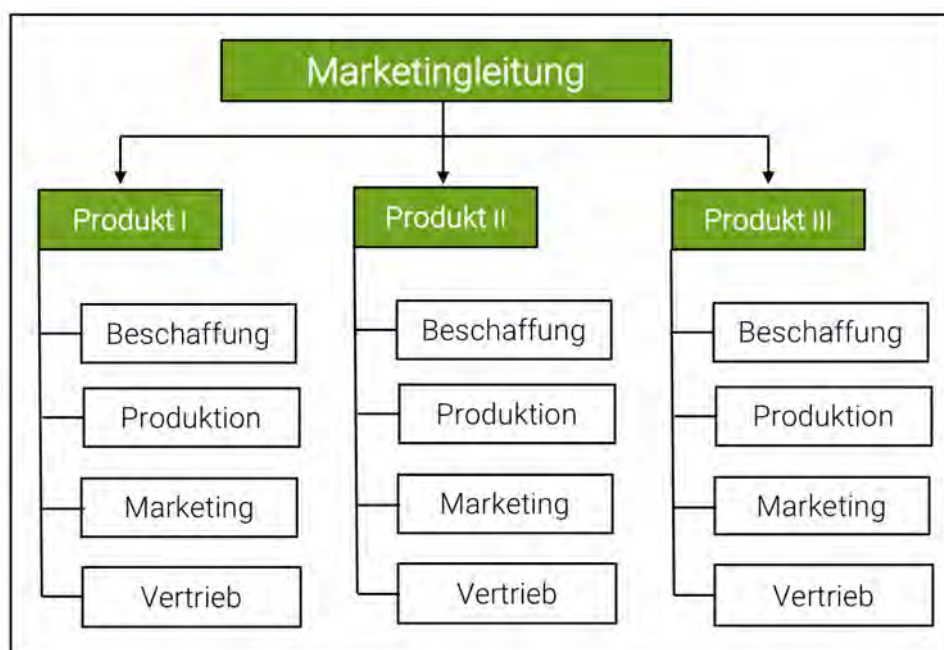 Marketingleitung
Produkt I
Produkt II
Produkt III
Beschaffung
Beschaffung
Beschaffung
Produktion
Produktion
Produktion
Marketing
Marketing
Marketing
Vertrieb
Vertrieb
Vertrieb